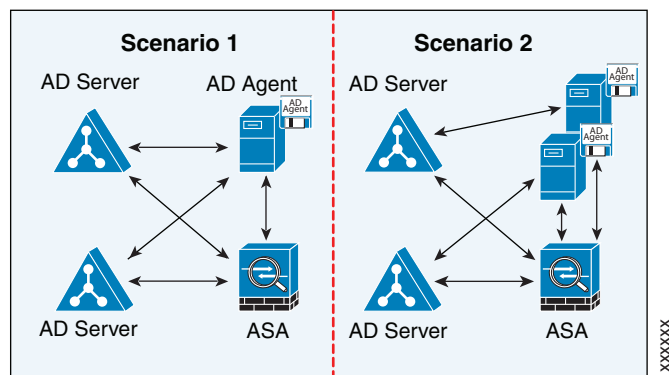 Scenario 1
Scenario 2
AD Server
AD Agent
AD
Agent
AD Server
AD
Agent
AD
Agent
AD Server
ASA
AD Server
ASA
xxxxxx